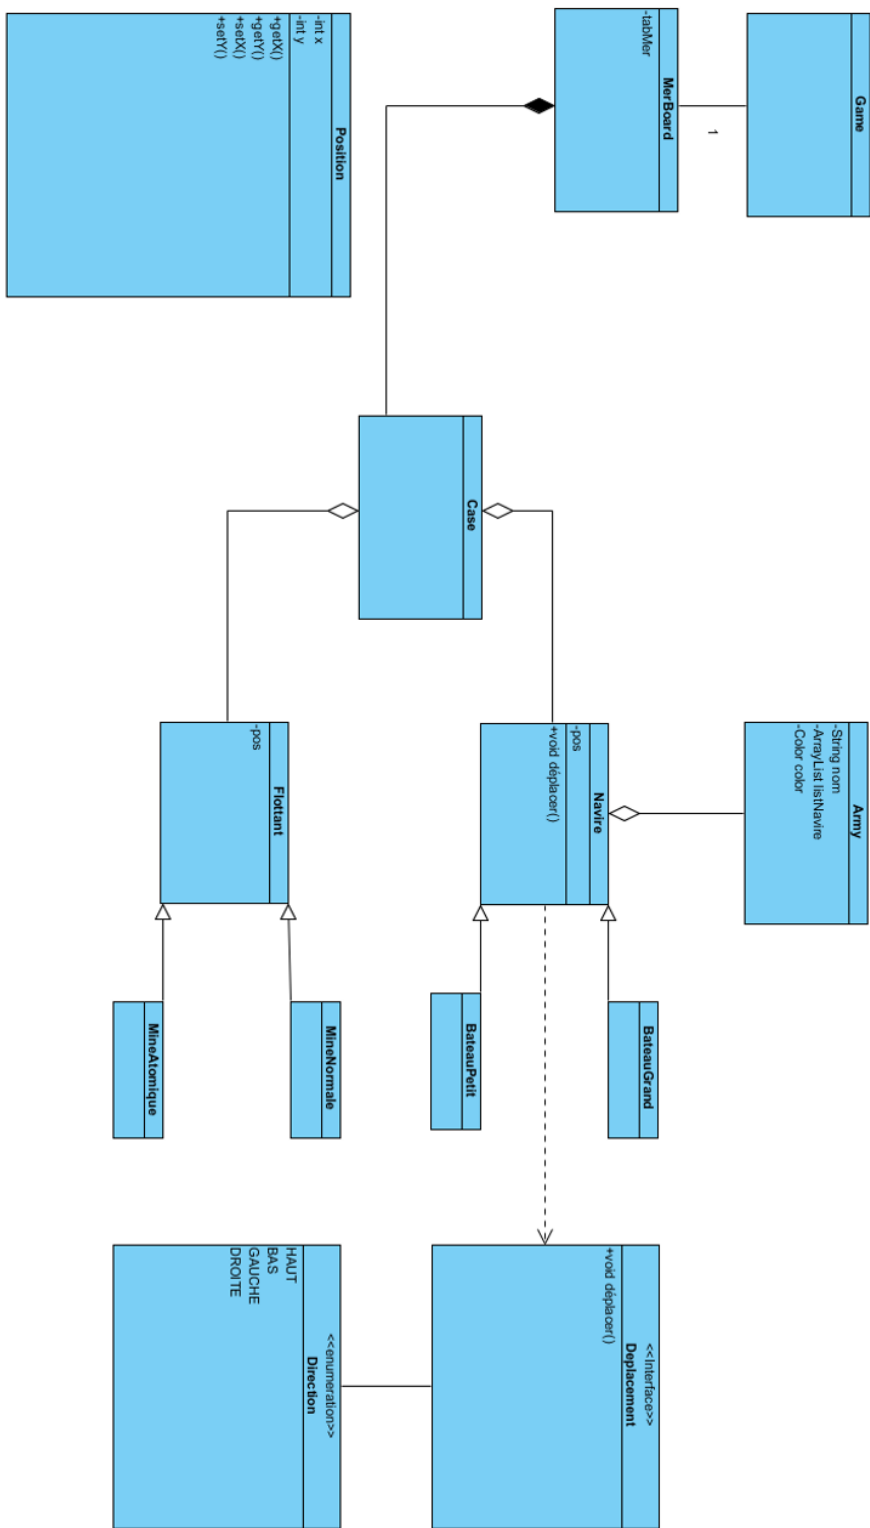 Game
1
MerBoard
-tabMer
Position
-int x
-int y
+getX()
+getY()
+setX()
+setY()
Case
Army
-String nom
-ArrayList listNavire
-Color color
Navire
-pos
+void déplacer()
Flottant
-pos
BateauGrand
BateauPetit
MineNormale
MineAtomique
<<Interface>>
Deplacement
+void déplacer()
<<enumeration>>
Direction
HAUT
BAS
GAUCHE
DROITE